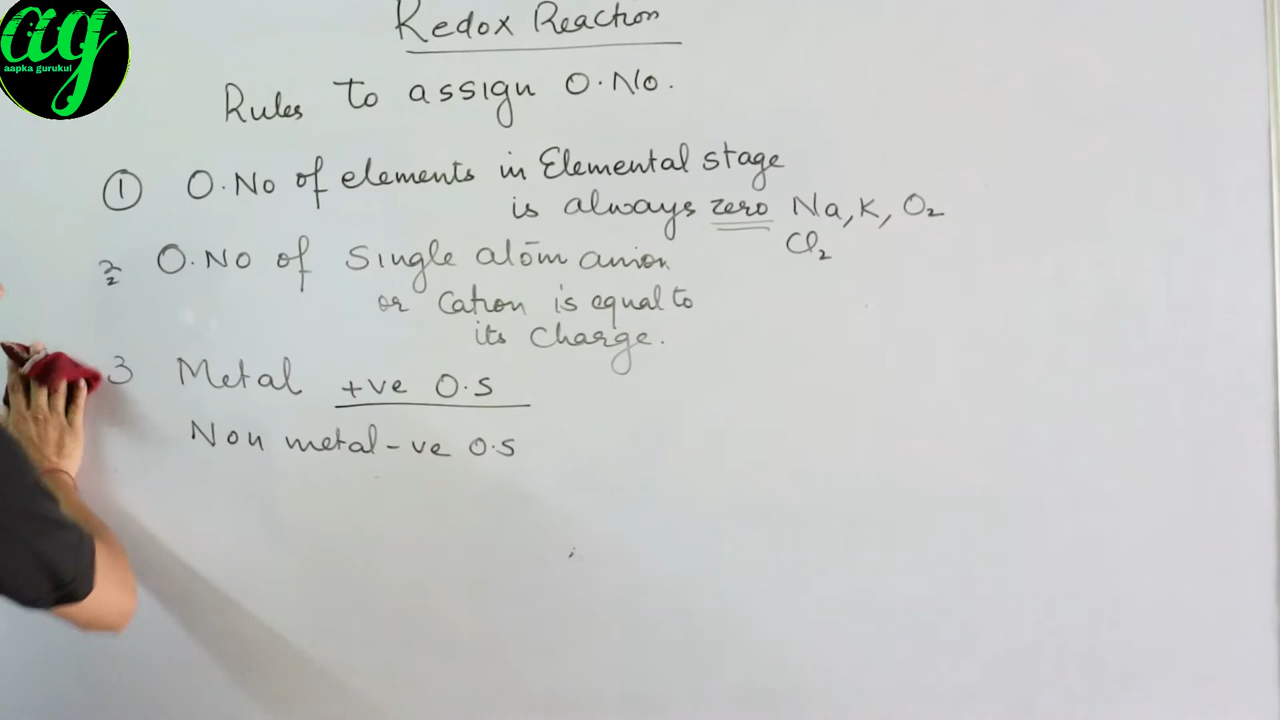 ag
aapka gurukul
Redox Reaction
Rules to assign O.No.
① O.No of elements in Elemental stage
is always zero Na, K, O₂
Cl₂
2 O.No of Single atom anion
or Cation is equal to
its Charge.
3 Metal +ve O.S
Non metal -ve O.S